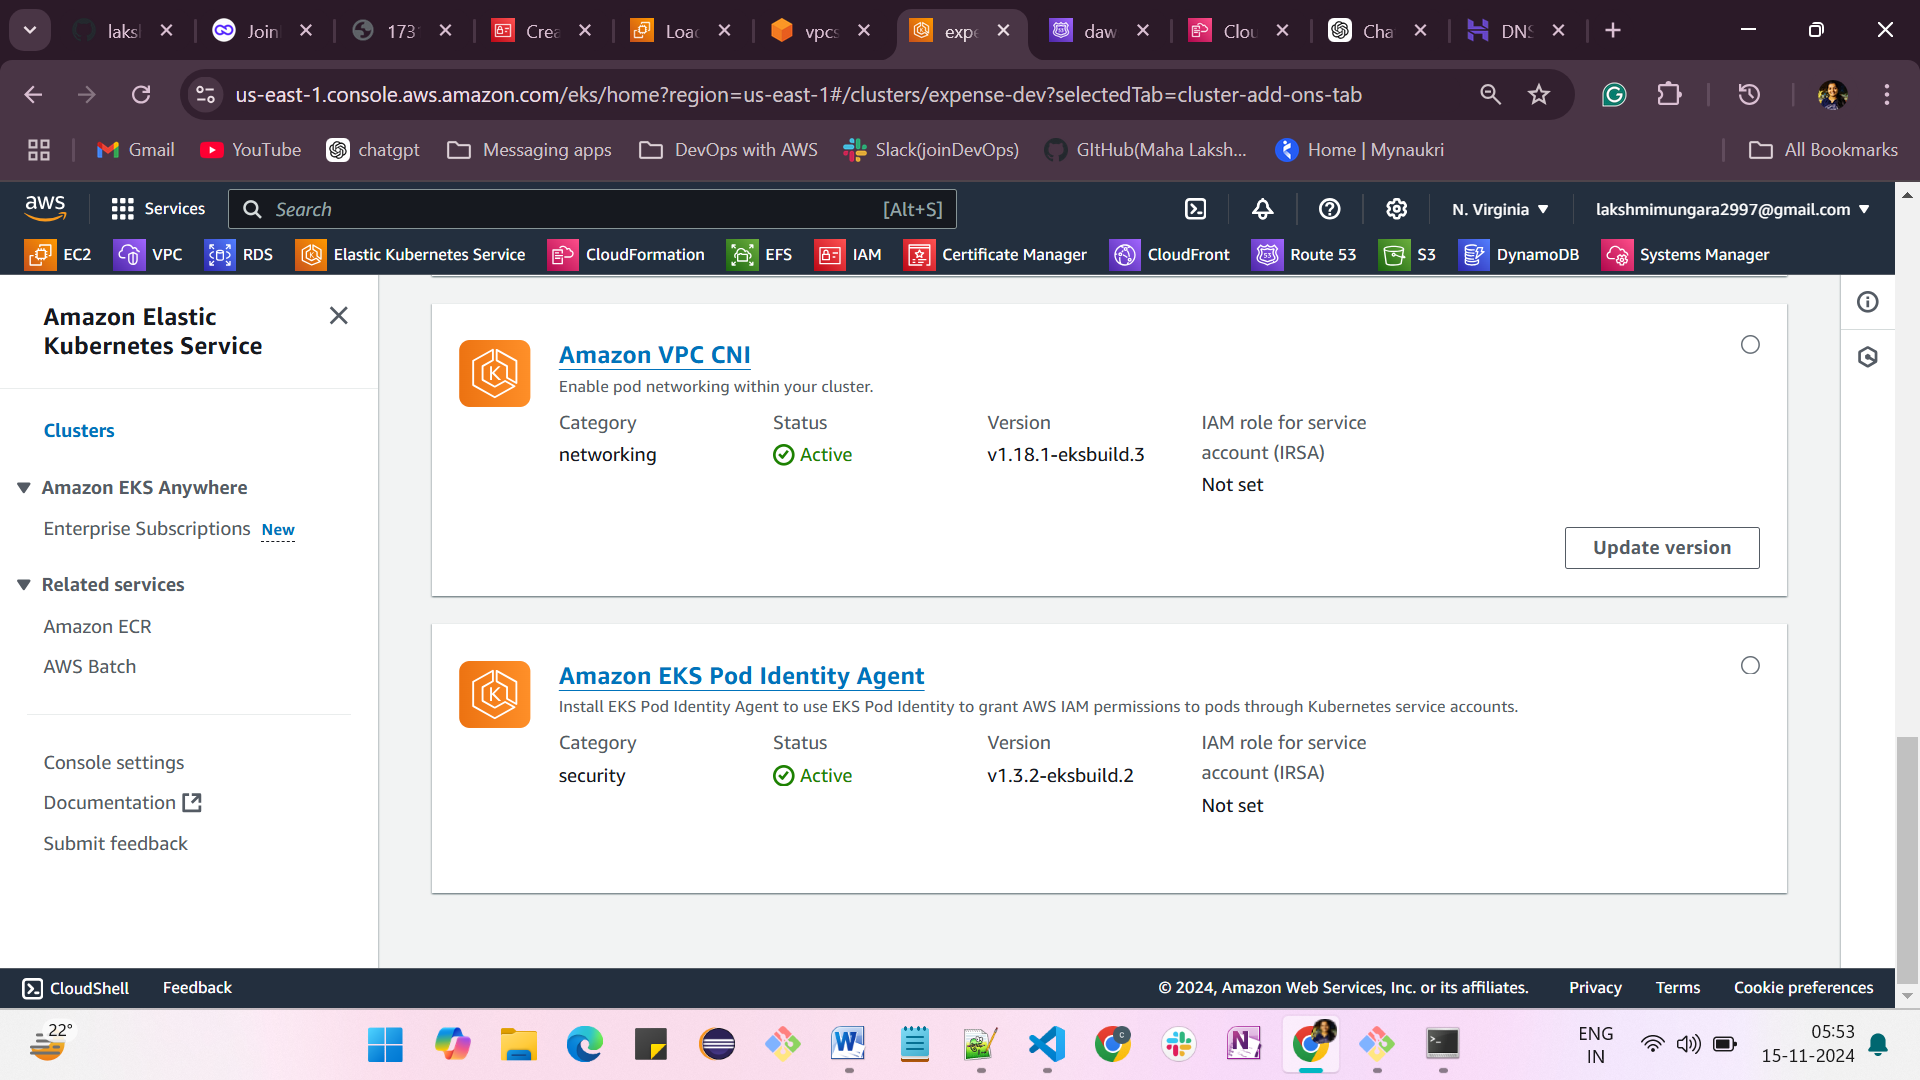 laksl
Join
173
Crea
Load
vpcs
expe
daw
Clou
Cha
DNS
us-east-1.console.aws.amazon.com/eks/home?region=us-east-1#/clusters/expense-dev?selectedTab=cluster-add-ons-tab
Gmail
YouTube
chatgpt
Messaging apps
DevOps with AWS
Slack(joinDevOps)
GItHub(Maha Laksh...
Home | Mynaukri
All Bookmarks
aws
Services
Search
[Alt+S]
N. Virginia
lakshmimungara2997@gmail.com
EC2
VPC
RDS
Elastic Kubernetes Service
CloudFormation
EFS
IAM
Certificate Manager
CloudFront
Route 53
S3
DynamoDB
Systems Manager
Amazon Elastic
Kubernetes Service
Clusters
Amazon EKS Anywhere
Enterprise Subscriptions New
Related services
Amazon ECR
AWS Batch
Console settings
Documentation
Submit feedback
Amazon VPC CNI
Enable pod networking within your cluster.
Category
networking
Status
Active
Version
v1.18.1-eksbuild.3
IAM role for service
account (IRSA)
Not set
Update version
Amazon EKS Pod Identity Agent
Install EKS Pod Identity Agent to use EKS Pod Identity to grant AWS IAM permissions to pods through Kubernetes service accounts.
Category
security
Status
Active
Version
v1.3.2-eksbuild.2
IAM role for service
account (IRSA)
Not set
CloudShell
Feedback
© 2024, Amazon Web Services, Inc. or its affiliates.
Privacy
Terms
Cookie preferences
22°
ENG
IN
05:53
15-11-2024